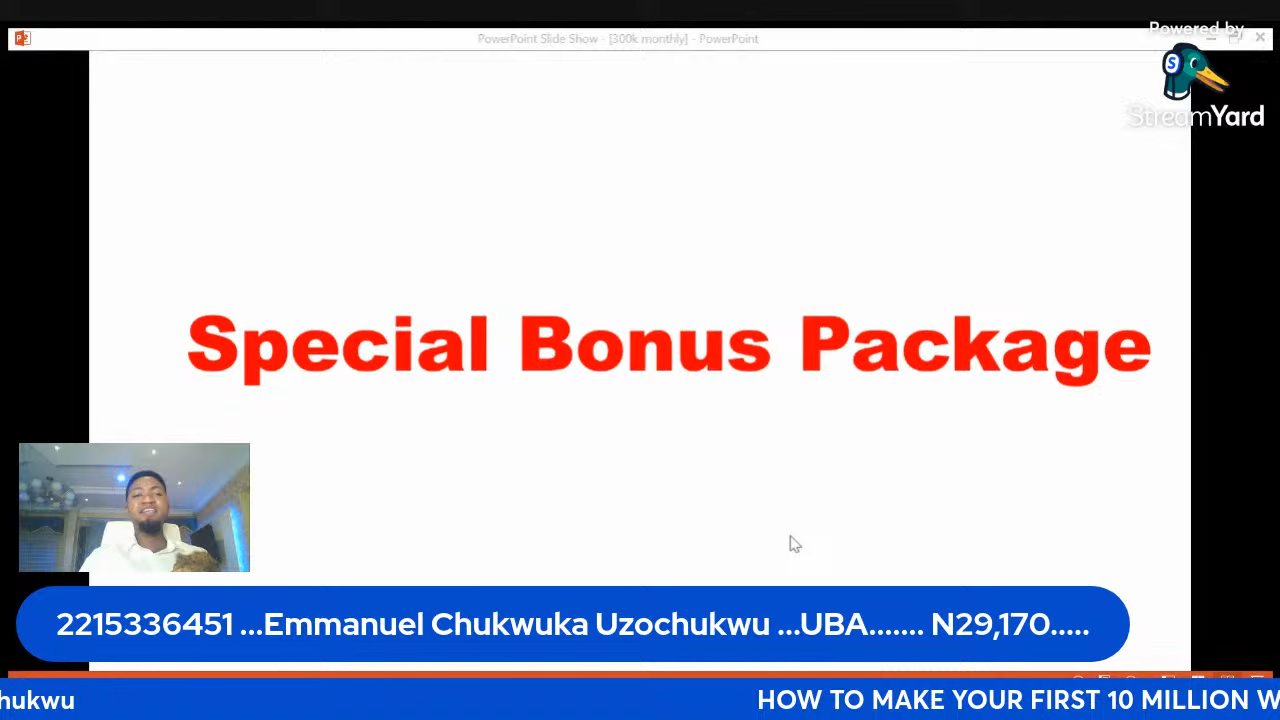 PowerPoint Slide Show - [300k monthly] - PowerPoint
Powered by
StreamYard
Special Bonus Package
2215336451 ...Emmanuel Chukwuka Uzochukwu ...UBA....... N29,170.....
hukwu HOW TO MAKE YOUR FIRST 10 MILLION W